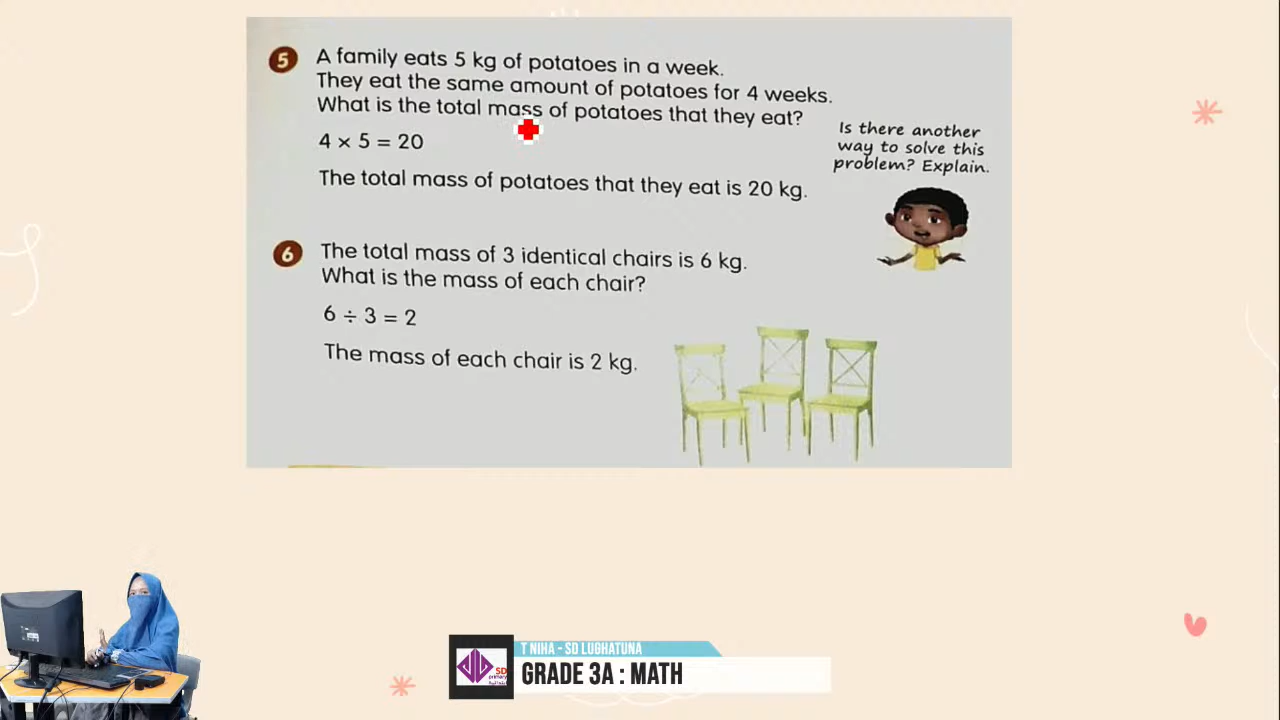 5 A family eats 5 kg of potatoes in a week.
They eat the same amount of potatoes for 4 weeks.
What is the total mass of potatoes that they eat?
4 × 5 = 20
The total mass of potatoes that they eat is 20 kg.
Is there another
way to solve this
problem? Explain.
6 The total mass of 3 identical chairs is 6 kg.
What is the mass of each chair?
6 ÷ 3 = 2
The mass of each chair is 2 kg.
T NIHA - SD LUGHATUNA
GRADE 3A : MATH
SD
primary